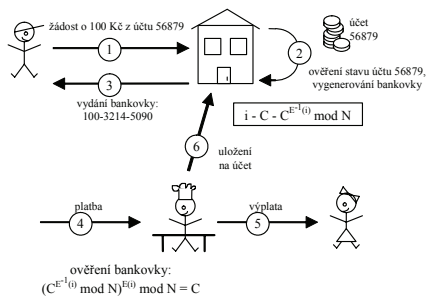 žádost o 100 Kč z účtu 56879
1
účet
56879
2
3
ověření stavu účtu 56879,
vygenerování bankovky
vydání bankovky:
100-3214-5090
i - C - C^E^-1(i) mod N
6
uložení
na účet
platba
výplata
4
5
ověření bankovky:
(C^E^-1(i) mod N)^E(i) mod N = C